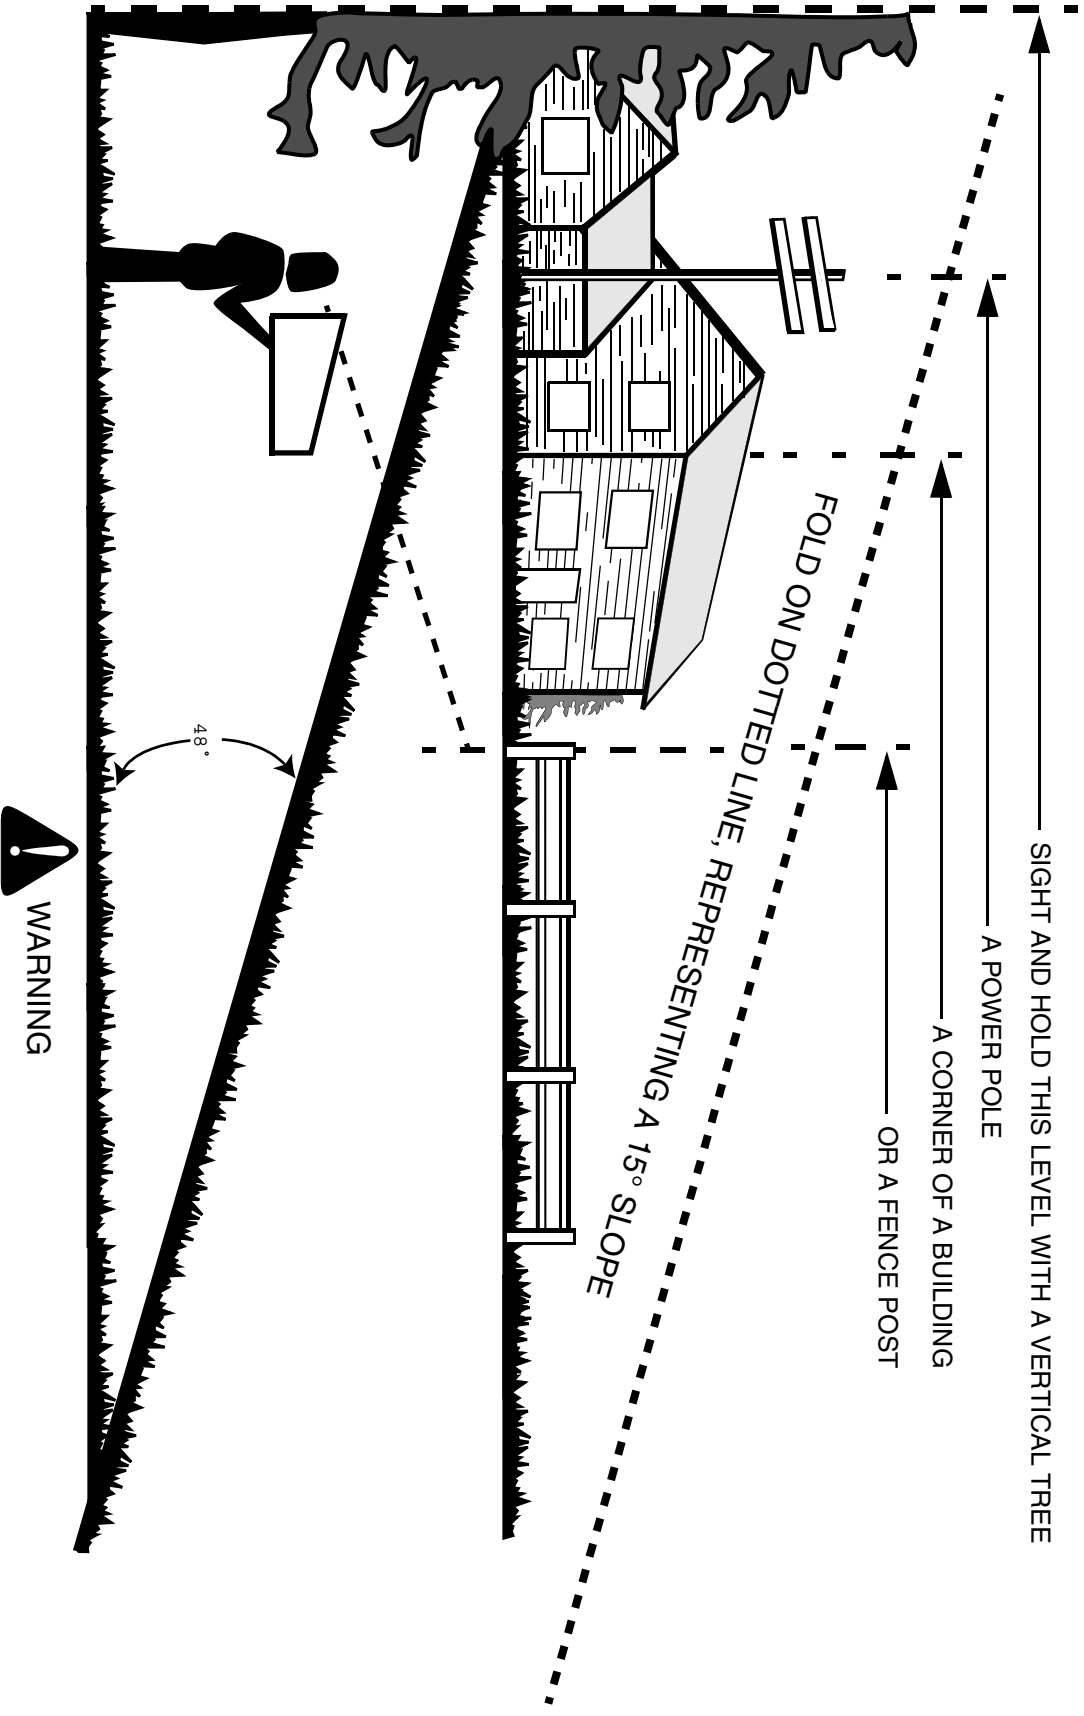 SIGHT AND HOLD THIS LEVEL WITH A VERTICAL TREE
A POWER POLE
A CORNER OF A BUILDING
OR A FENCE POST
FOLD ON DOTTED LINE, REPRESENTING A 15° SLOPE
48°
WARNING